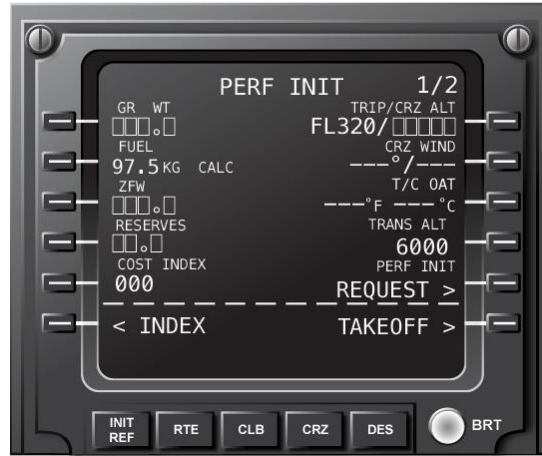 PERF INIT 1/2
GR WT TRIP/CRZ ALT
□□□.□ FL320/□□□□□
FUEL CRZ WIND
97.5 KG CALC ---°/---
ZFW T/C OAT
□□□.□ ---°F ---°C
RESERVES TRANS ALT
□□.□ 6000
COST INDEX PERF INIT
000 REQUEST >
< INDEX TAKEOFF >
INIT REF RTE CLB CRZ DES BRT